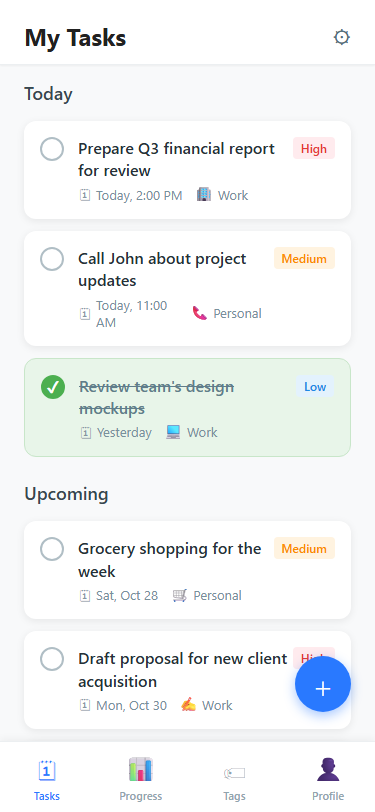 My Tasks
Today
Prepare Q3 financial report
for review
High
Today, 2:00 PM
Work
Call John about project
updates
Medium
Today, 11:00
AM
Personal
Review team's design
mockups
Low
Yesterday
Work
Upcoming
Grocery shopping for the
week
Medium
Sat, Oct 28
Personal
Draft proposal for new client
acquisition
High
Mon, Oct 30
Work
+
Tasks
Progress
Tags
Profile